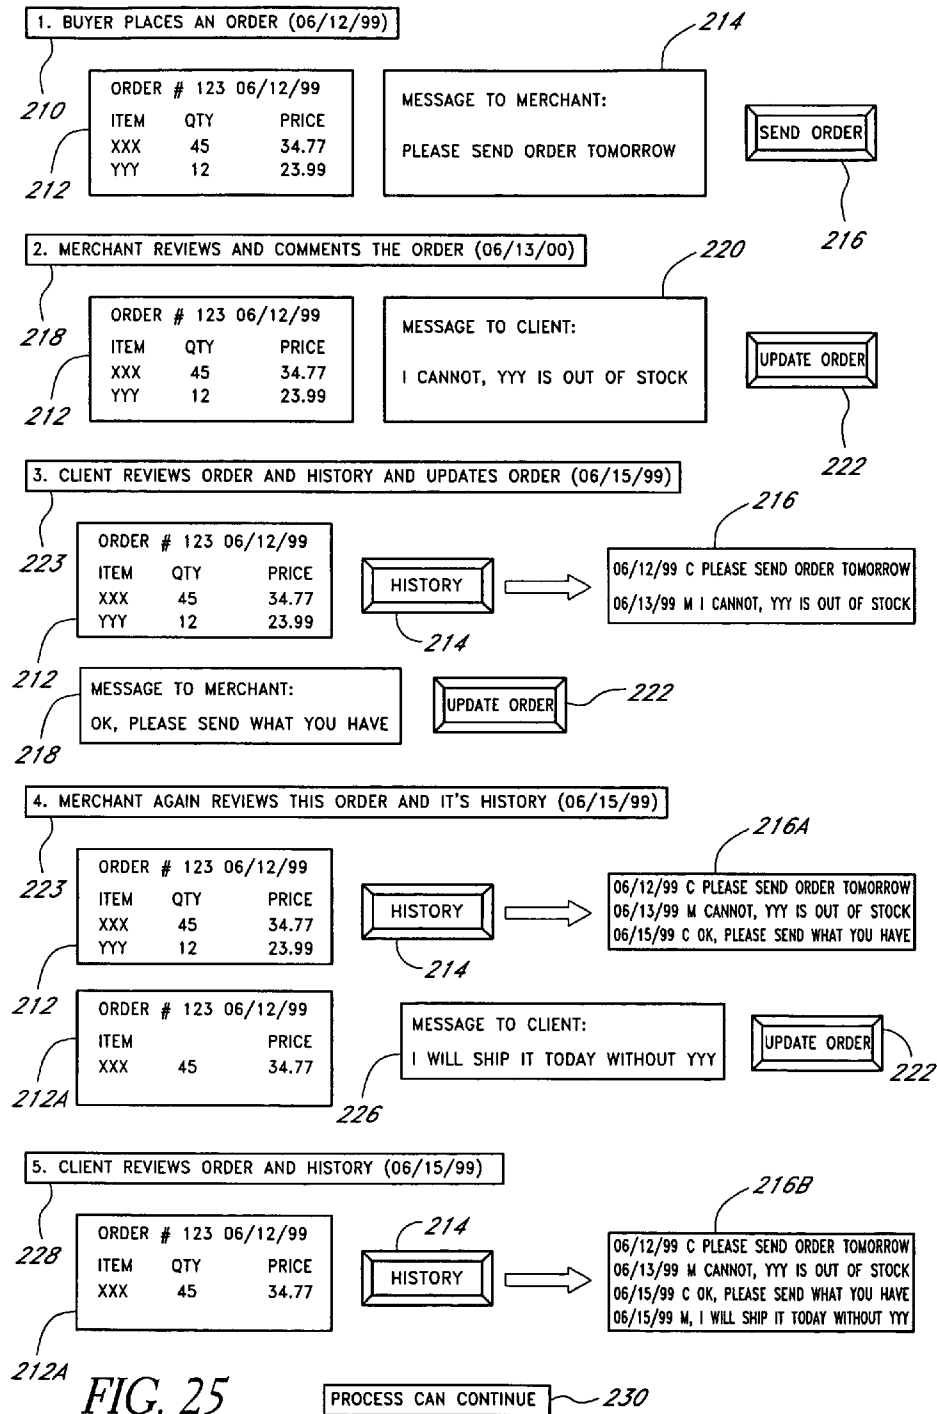 1. BUYER PLACES AN ORDER (06/12/99)
214
210
ORDER # 123 06/12/99
ITEM QTY PRICE
XXX 45 34.77
YYY 12 23.99
212
MESSAGE TO MERCHANT:
PLEASE SEND ORDER TOMORROW
SEND ORDER
216
2. MERCHANT REVIEWS AND COMMENTS THE ORDER (06/13/00)
220
218
ORDER # 123 06/12/99
ITEM QTY PRICE
XXX 45 34.77
YYY 12 23.99
212
MESSAGE TO CLIENT:
I CANNOT, YYY IS OUT OF STOCK
UPDATE ORDER
222
3. CLIENT REVIEWS ORDER AND HISTORY AND UPDATES ORDER (06/15/99)
216
223
ORDER # 123 06/12/99
ITEM QTY PRICE
XXX 45 34.77
YYY 12 23.99
212
HISTORY
214
06/12/99 C PLEASE SEND ORDER TOMORROW
06/13/99 M I CANNOT, YYY IS OUT OF STOCK
MESSAGE TO MERCHANT:
OK, PLEASE SEND WHAT YOU HAVE
218
UPDATE ORDER
222
4. MERCHANT AGAIN REVIEWS THIS ORDER AND IT'S HISTORY (06/15/99)
216A
223
ORDER # 123 06/12/99
ITEM QTY PRICE
XXX 45 34.77
YYY 12 23.99
212
HISTORY
214
06/12/99 C PLEASE SEND ORDER TOMORROW
06/13/99 M CANNOT, YYY IS OUT OF STOCK
06/15/99 C OK, PLEASE SEND WHAT YOU HAVE
ORDER # 123 06/12/99
ITEM PRICE
XXX 45 34.77
212A
MESSAGE TO CLIENT:
I WILL SHIP IT TODAY WITHOUT YYY
226
UPDATE ORDER
222
5. CLIENT REVIEWS ORDER AND HISTORY (06/15/99)
216B
228
ORDER # 123 06/12/99
ITEM QTY PRICE
XXX 45 34.77
212A
214
HISTORY
06/12/99 C PLEASE SEND ORDER TOMORROW
06/13/99 M CANNOT, YYY IS OUT OF STOCK
06/15/99 C OK, PLEASE SEND WHAT YOU HAVE
06/15/99 M, I WILL SHIP IT TODAY WITHOUT YYY
FIG. 25
PROCESS CAN CONTINUE
230